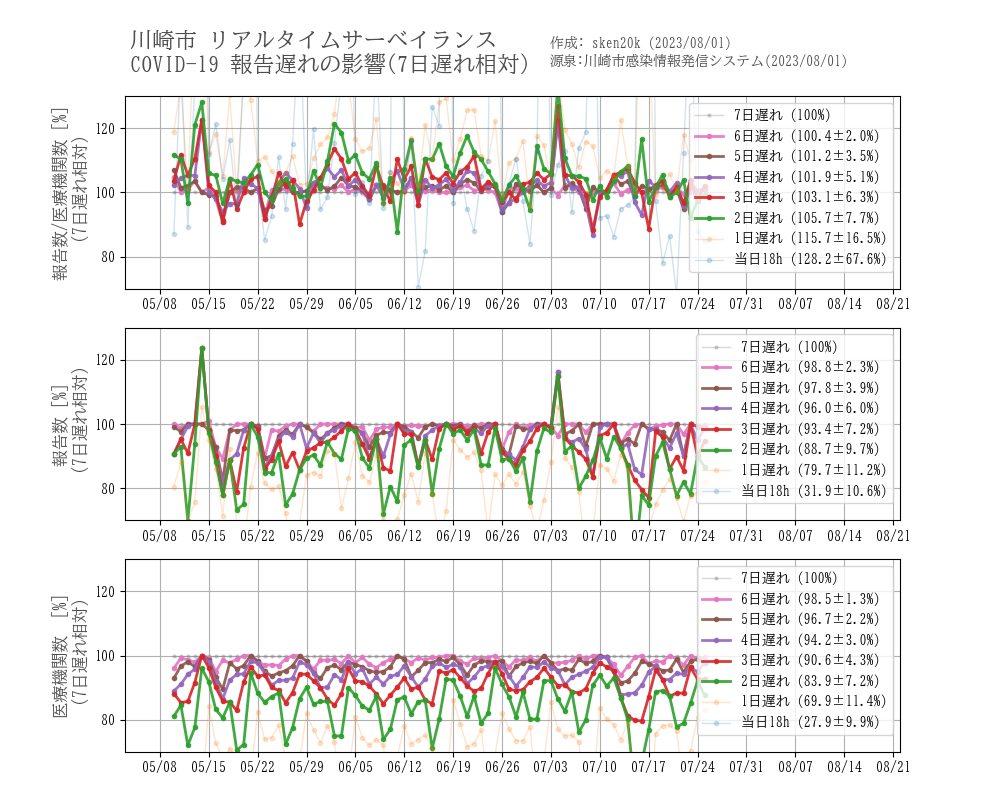 川崎市 リアルタイムサーベイランス
COVID-19 報告遅れの影響(7日遅れ相対)
作成: sken20k (2023/08/01)
源泉:川崎市感染情報発信システム(2023/08/01)
報告数/医療機関数 [%]
(7日遅れ相対)
120
100
80
7日遅れ (100%)
6日遅れ (100.4±2.0%)
5日遅れ (101.2±3.5%)
4日遅れ (101.9±5.1%)
3日遅れ (103.1±6.3%)
2日遅れ (105.7±7.7%)
1日遅れ (115.7±16.5%)
当日18h (128.2±67.6%)
05/08 05/15 05/22 05/29 06/05 06/12 06/19 06/26 07/03 07/10 07/17 07/24 07/31 08/07 08/14 08/21
報告数 [%]
(7日遅れ相対)
120
100
80
7日遅れ (100%)
6日遅れ (98.8±2.3%)
5日遅れ (97.8±3.9%)
4日遅れ (96.0±6.0%)
3日遅れ (93.4±7.2%)
2日遅れ (88.7±9.7%)
1日遅れ (79.7±11.2%)
当日18h (31.9±10.6%)
05/08 05/15 05/22 05/29 06/05 06/12 06/19 06/26 07/03 07/10 07/17 07/24 07/31 08/07 08/14 08/21
医療機関数 [%]
(7日遅れ相対)
120
100
80
7日遅れ (100%)
6日遅れ (98.5±1.3%)
5日遅れ (96.7±2.2%)
4日遅れ (94.2±3.0%)
3日遅れ (90.6±4.3%)
2日遅れ (83.9±7.2%)
1日遅れ (69.9±11.4%)
当日18h (27.9±9.9%)
05/08 05/15 05/22 05/29 06/05 06/12 06/19 06/26 07/03 07/10 07/17 07/24 07/31 08/07 08/14 08/21